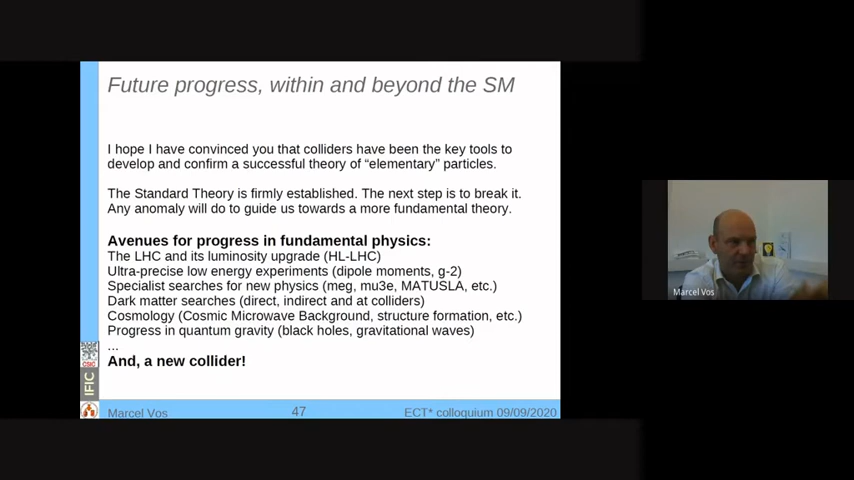 Future progress, within and beyond the SM
I hope I have convinced you that colliders have been the key tools to
develop and confirm a successful theory of “elementary” particles.
The Standard Theory is firmly established. The next step is to break it.
Any anomaly will do to guide us towards a more fundamental theory.
Avenues for progress in fundamental physics:
The LHC and its luminosity upgrade (HL-LHC)
Ultra-precise low energy experiments (dipole moments, g-2)
Specialist searches for new physics (meg, mu3e, MATUSLA, etc.)
Dark matter searches (direct, indirect and at colliders)
Cosmology (Cosmic Microwave Background, structure formation, etc.)
Progress in quantum gravity (black holes, gravitational waves)
...
And, a new collider!
CSIC
IFIC
Marcel Vos
47
ECT* colloquium 09/09/2020
Marcel Vos